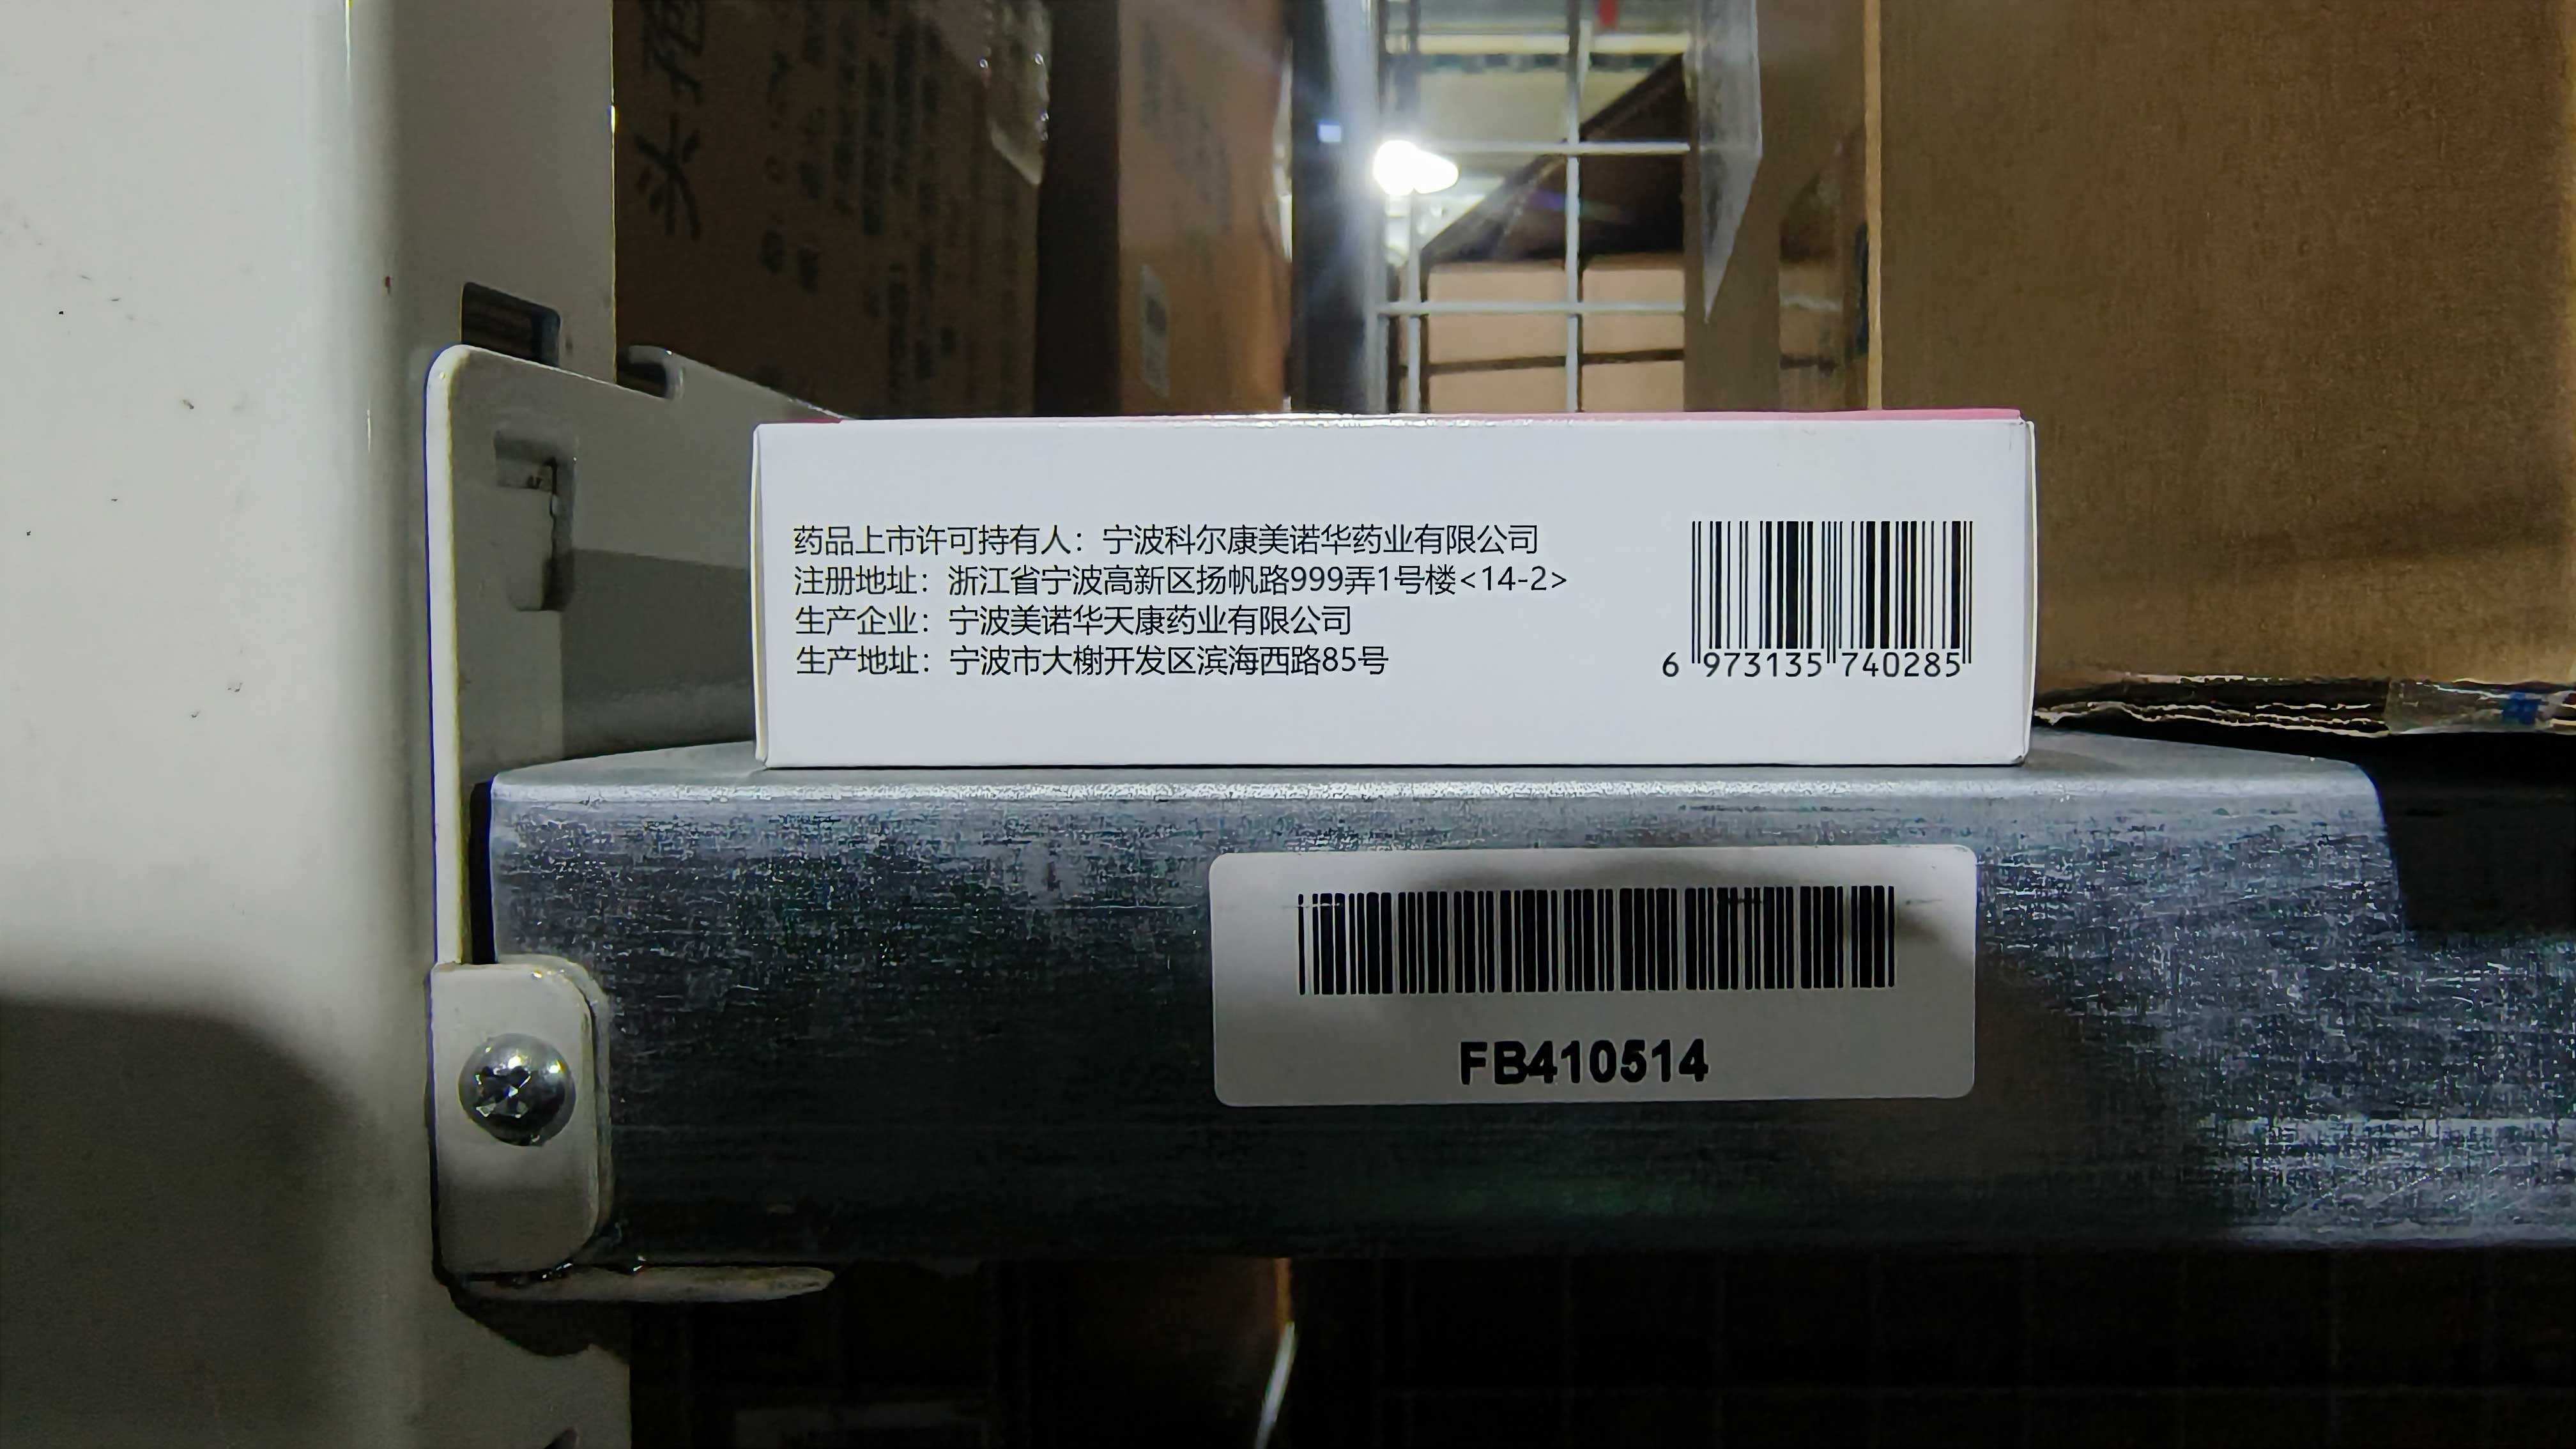 药品上市许可持有人：宁波科尔康美诺华药业有限公司
注册地址：浙江省宁波高新区扬帆路999弄1号楼<14-2>
生产企业：宁波美诺华天康药业有限公司
生产地址：宁波市大榭开发区滨海西路85号
6 973135 740285
FB410514